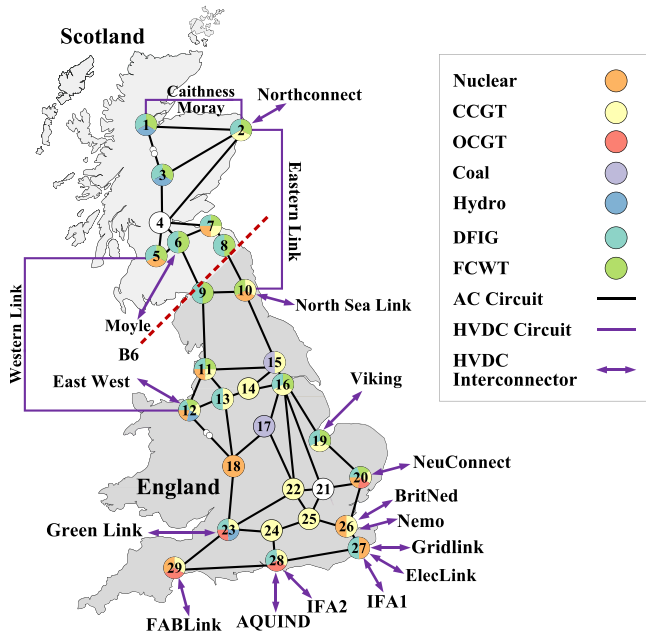 Scotland
Caithness
Moray
Northconnect
1
2
3
4
5
6
7
8
9
10
Eastern Link
Western Link
Moyle
B6
North Sea Link
East West
11
12
13
14
15
16
17
18
19
20
21
22
23
24
25
26
27
28
29
Viking
NeuConnect
England
BritNed
Nemo
Green Link
Gridlink
ElecLink
IFA1
IFA2
AQUIND
FABLink
Nuclear
CCGT
OCGT
Coal
Hydro
DFIG
FCWT
AC Circuit
HVDC Circuit
HVDC
Interconnector